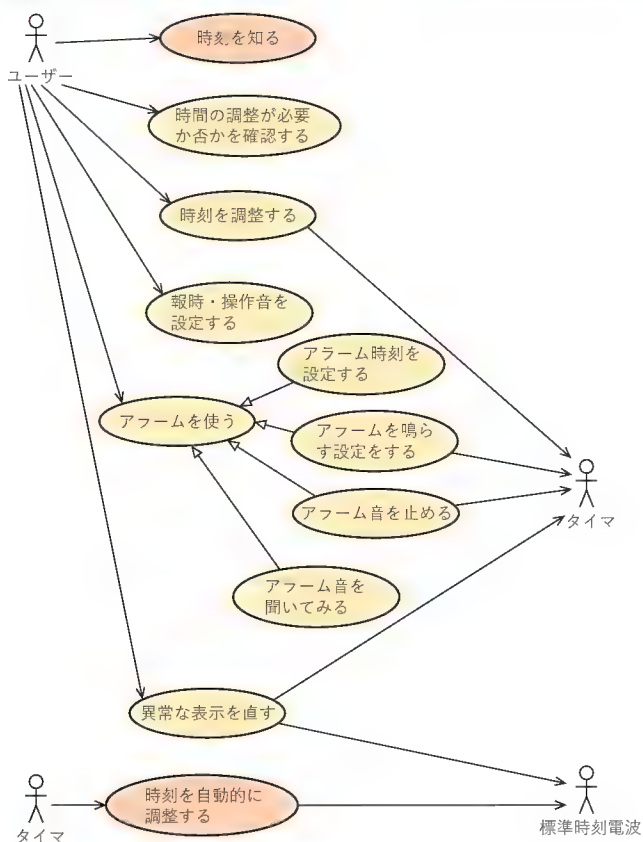 時刻を知る
ユーザー
時間の調整が必要
か否かを確認する
時刻を調整する
報時・操作音を
設定する
アラーム時刻を
設定する
アラームを使う
アラームを鳴ら
す設定をする
アラーム音を止める
タイマ
アラーム音を
聞いてみる
異常な表示を直す
時刻を自動的に
調整する
タイマ
標準時刻電波